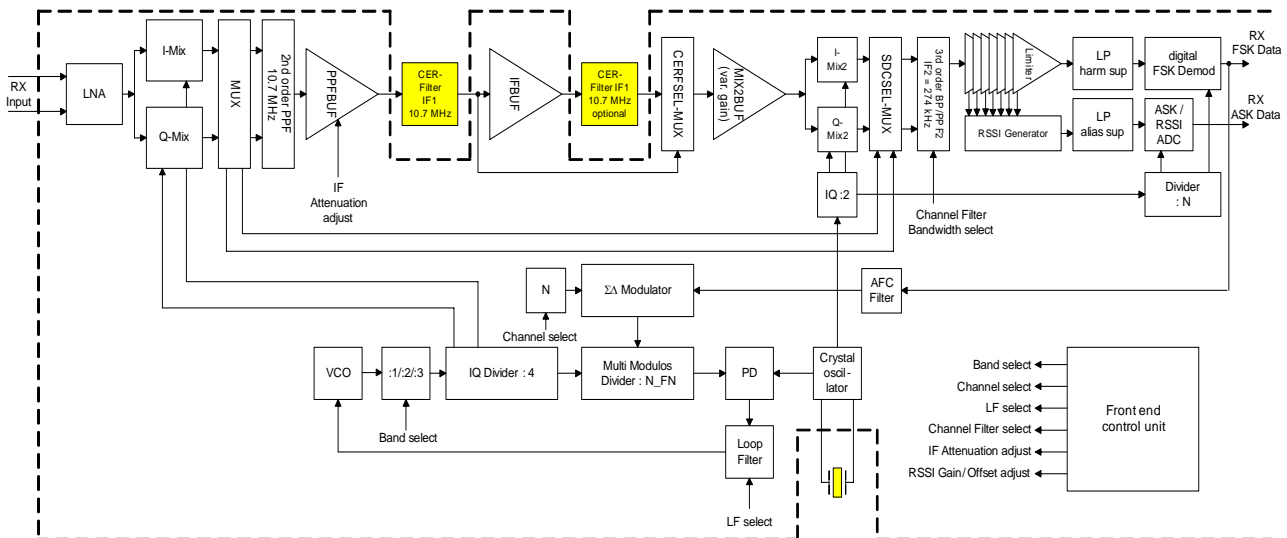 RX
Input
LNA
I-Mix
Q-Mix
MUX
2nd order PPF
10.7 MHz
PPFBUF
IF
Attenuation
adjust
CER-
Filter
IF1
10.7 MHz
IFBUF
CER-
Filter IF1
10.7 MHz
optional
CERFSEL-MUX
MIX2BUF
(var. gain)
I-
Mix2
Q-
Mix2
IQ :2
SDCSEL-MUX
3rd order BP/PPF2
IF2 = 274 kHz
Channel Filter
Bandwidth select
Limiter
RSSI Generator
LP
harm sup
LP
alias sup
digital
FSK Demod
ASK /
RSSI
ADC
Divider
: N
RX
FSK Data
RX
ASK Data
N
Channel select
ΣΔ Modulator
AFC
Filter
VCO
:1/:2/:3
Band select
IQ Divider : 4
Multi Modulos
Divider : N_FN
PD
Crystal
oscil-
lator
Loop
Filter
LF select
Band select
Channel select
LF select
Channel Filter select
IF Attenuation adjust
RSSI Gain/Offset adjust
Front end
control unit